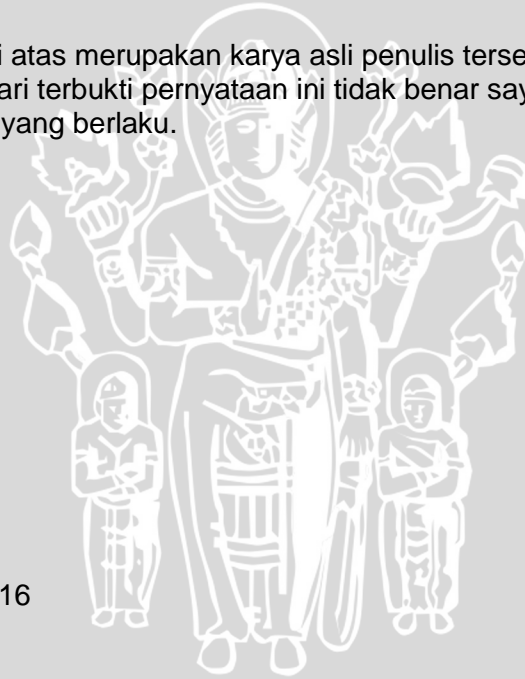 i atas merupakan karya asli penulis terse
ari terbukti pernyataan ini tidak benar say
yang berlaku.
16